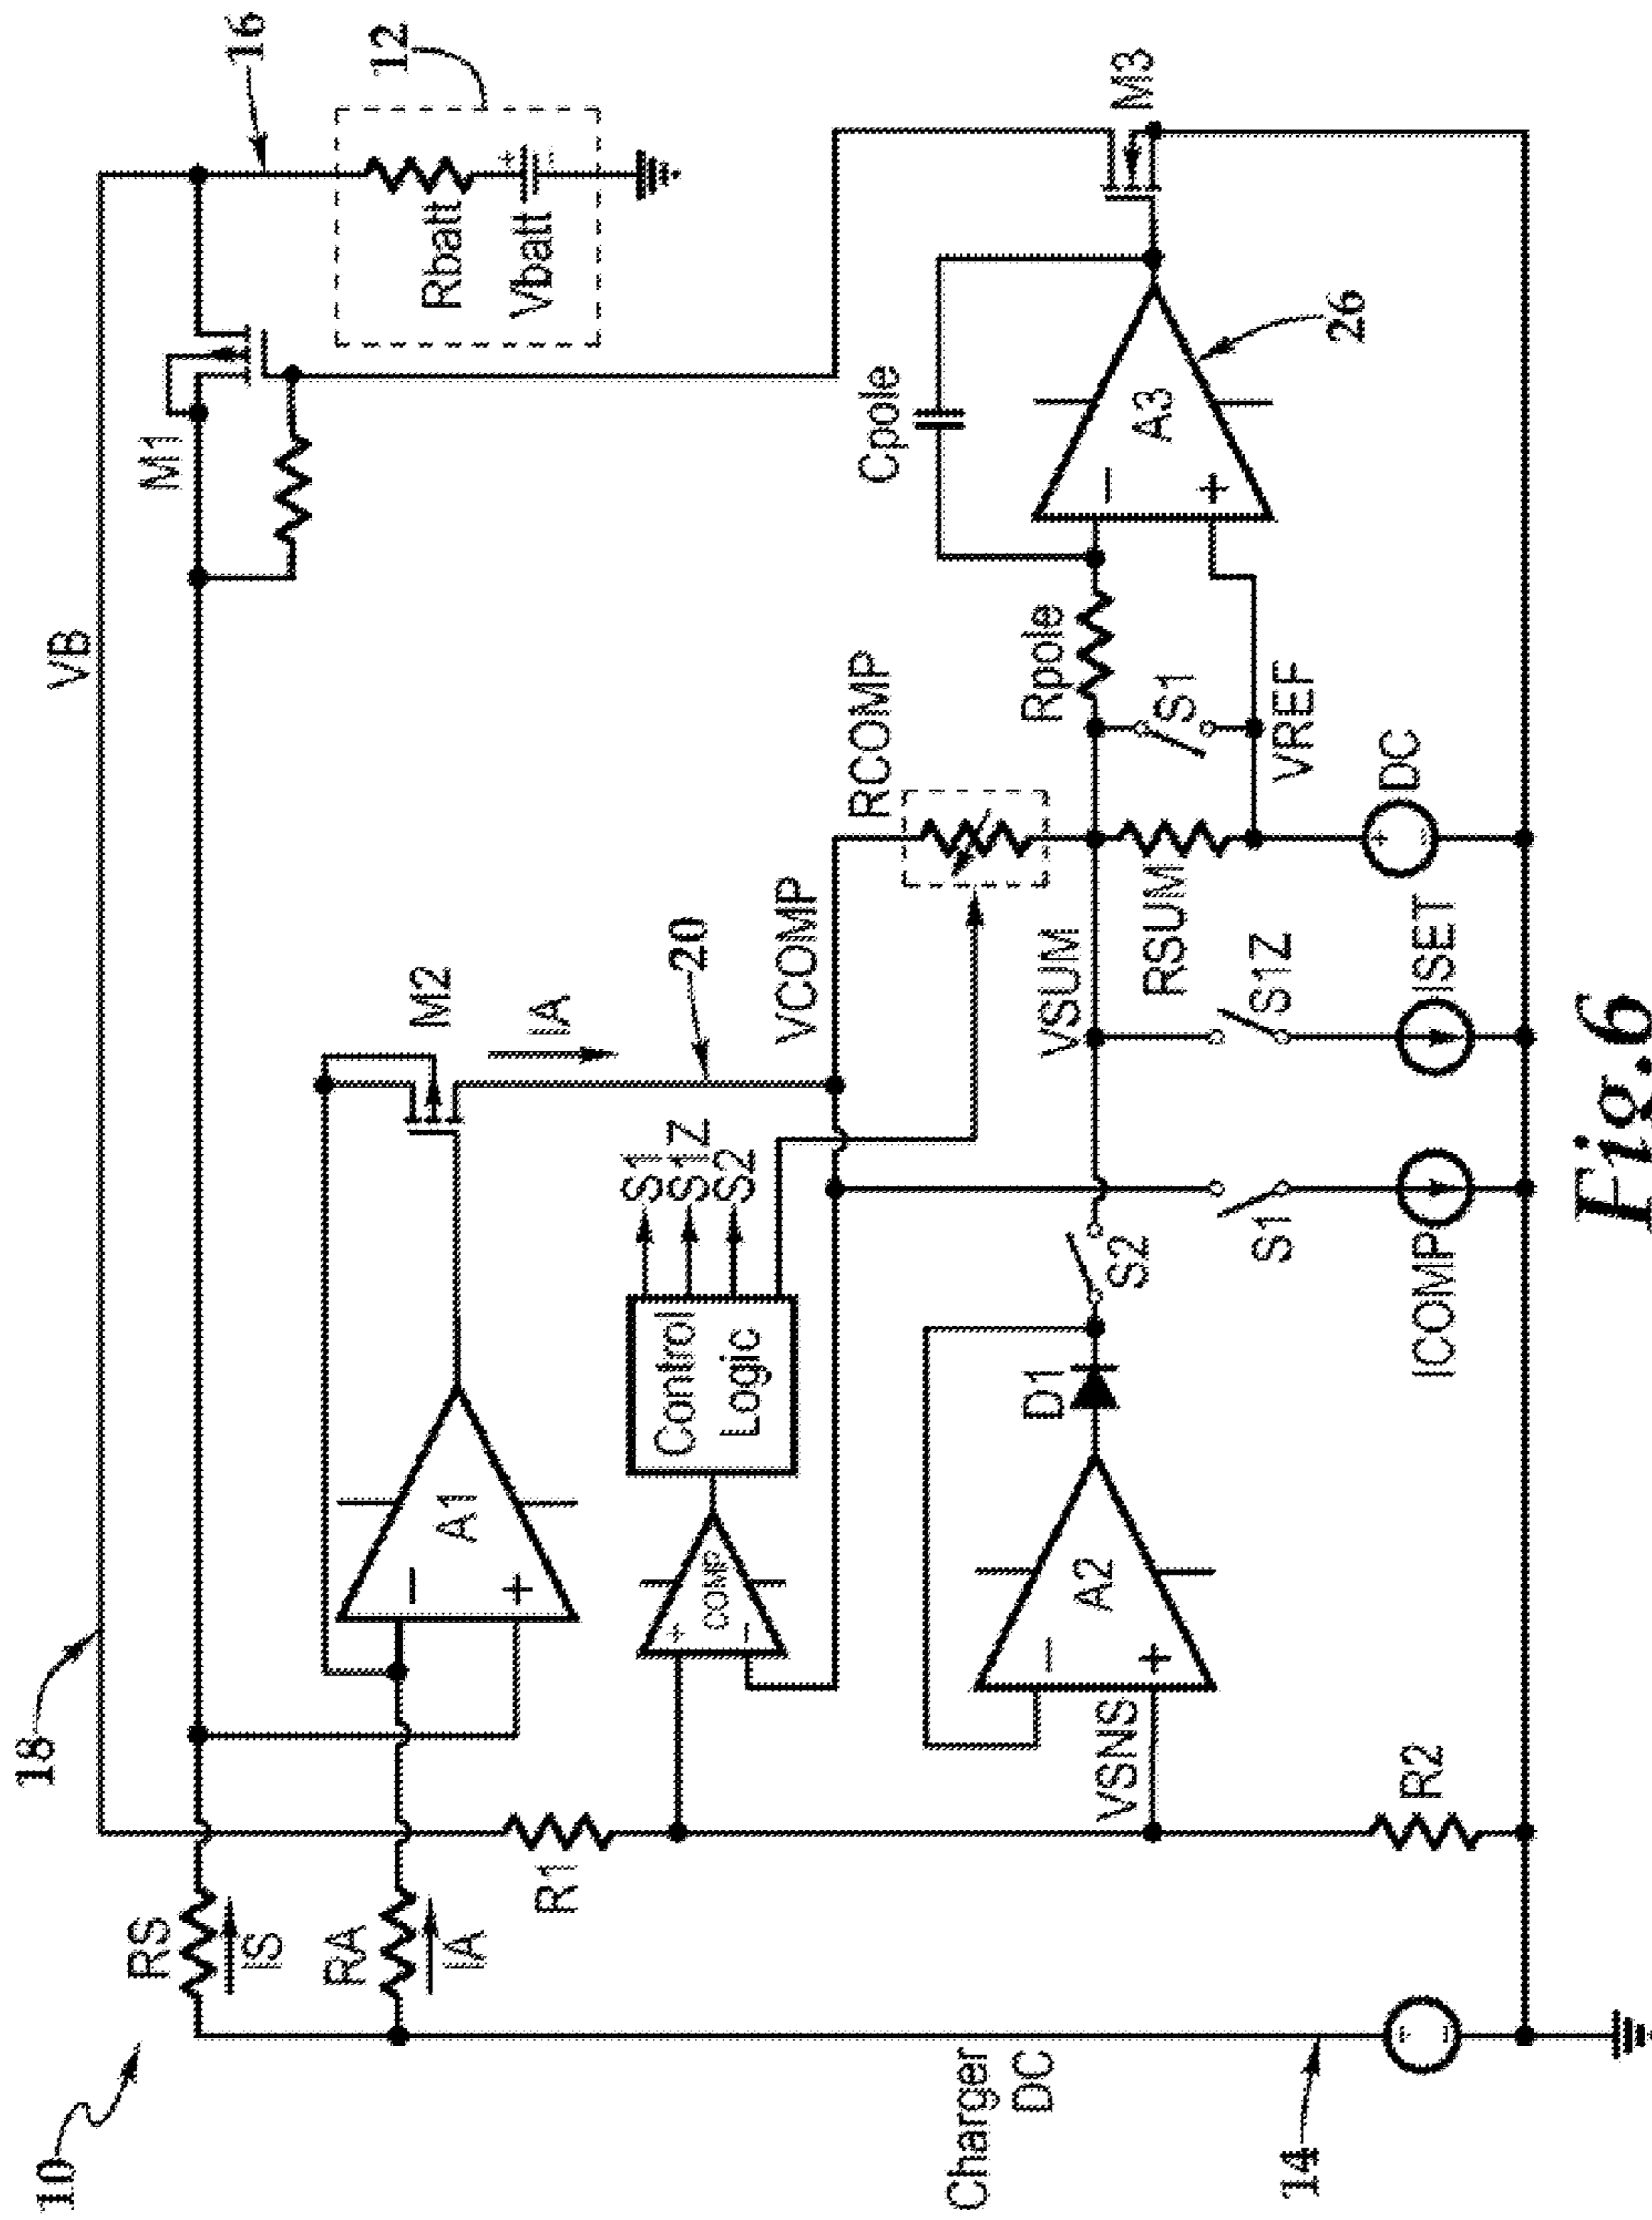 10
18
VB
16
RS
IS
M1
12
RA
IA
A1
−
+
M2
IA
Rbatt
Vbatt
+
−
R1
COMP
+
−
Control
Logic
S1
S1Z
S2
20
VCOMP
RCOMP
Cpole
M3
Charger
DC
VSNS
A2
−
+
D1
S2
VSUM
RSUM
Rpole
S1
A3
−
+
26
14
R2
S1
S1Z
VREF
ICOMP
ISET
DC
Fig.6